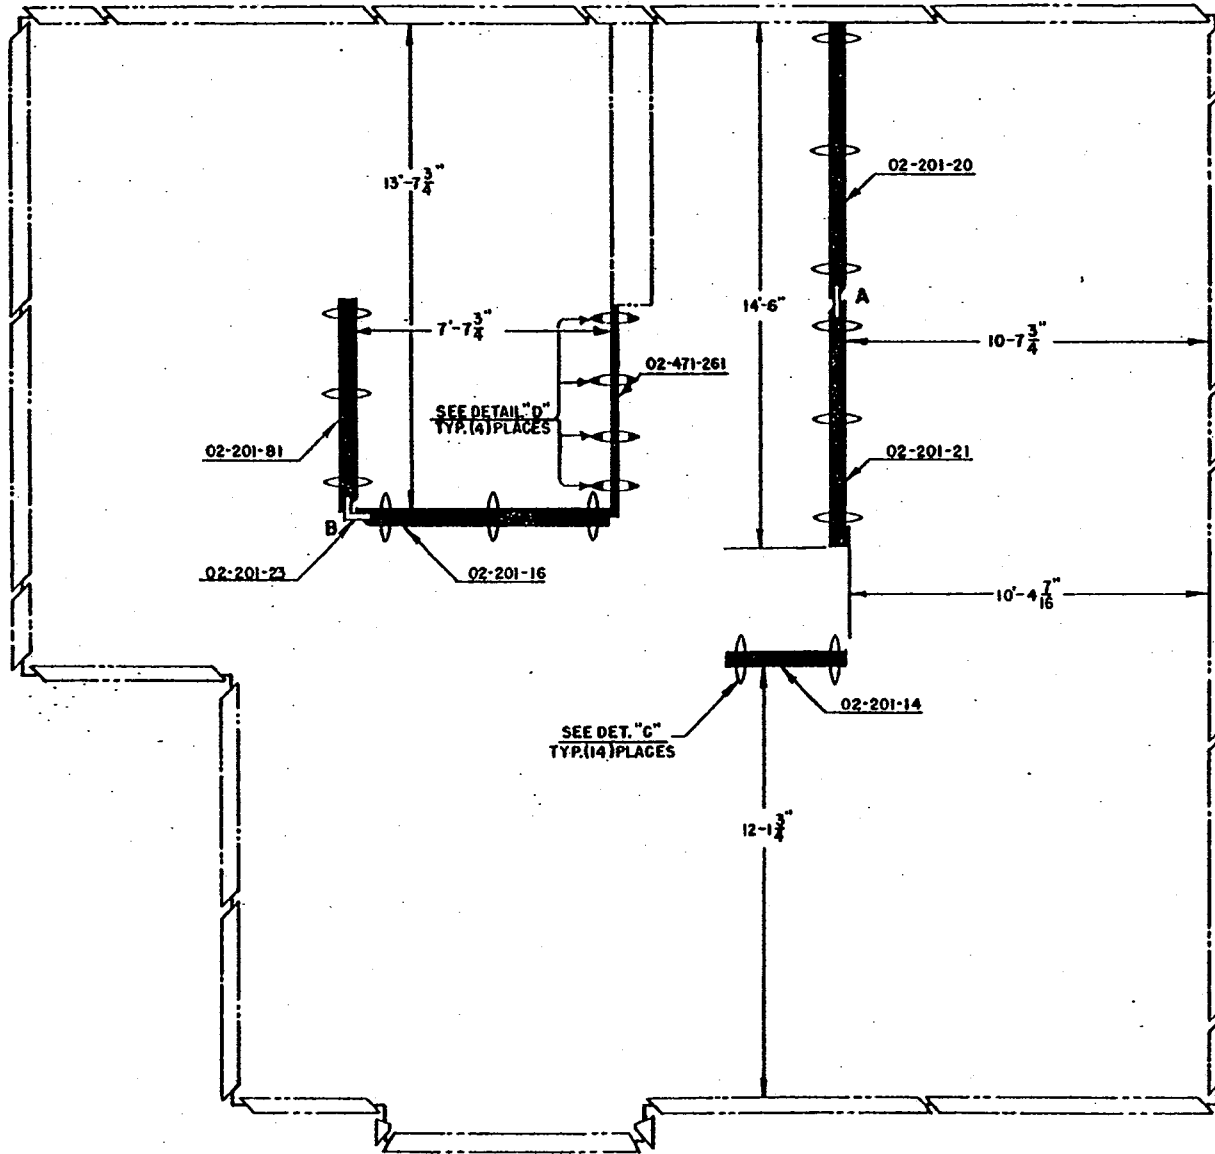 02-201-20
13'-7 3/4"
A
14'-6"
7'-7 3/4"
10-7 3/4"
02-471-261
SEE DETAIL "D"
TYP.(4)PLACES
02-201-81
02-201-21
B
02-201-23
02-201-16
10'-4 7/16"
02-201-14
SEE DET. "C"
TYP.(14)PLACES
12-1 3/4"